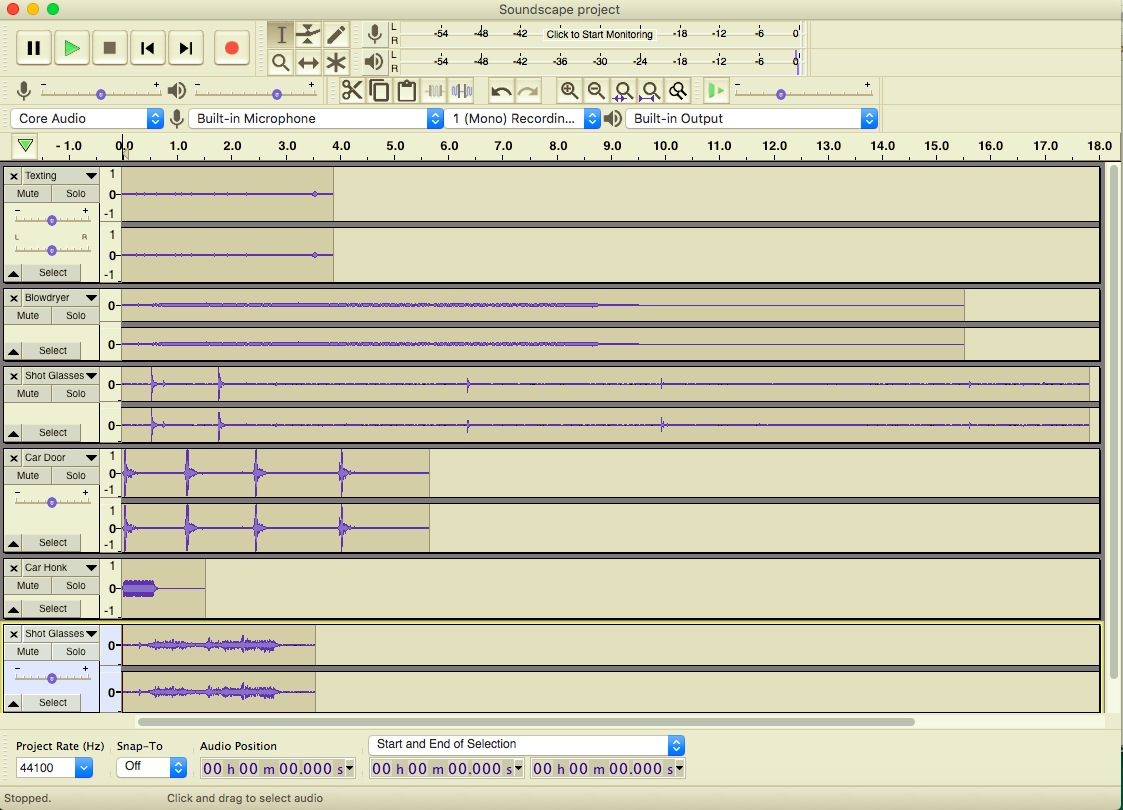 Soundscape project
L
R
-54 -48 -42 Click to Start Monitoring -18 -12 -6 0
L
R
-54 -48 -42 -36 -30 -24 -18 -12 -6 0
- + - + - +
Core Audio Built-in Microphone 1 (Mono) Recordin... Built-in Output
- 1.0 0.0 1.0 2.0 3.0 4.0 5.0 6.0 7.0 8.0 9.0 10.0 11.0 12.0 13.0 14.0 15.0 16.0 17.0 18.0
× Texting 1
Mute Solo 0
- + -1
L R 1
0
Select -1
× Blowdryer 0
Mute Solo
Select 0
× Shot Glasses 0
Mute Solo
Select 0
× Car Door 1
Mute Solo 0
- + -1
1
0
Select -1
× Car Honk 1
Mute Solo 0
Select -1
× Shot Glasses 0
Mute Solo
- +
Select 0
Project Rate (Hz) Snap-To Audio Position Start and End of Selection
44100 Off 00 h 00 m 00.000 s 00 h 00 m 00.000 s 00 h 00 m 00.000 s
Stopped. Click and drag to select audio